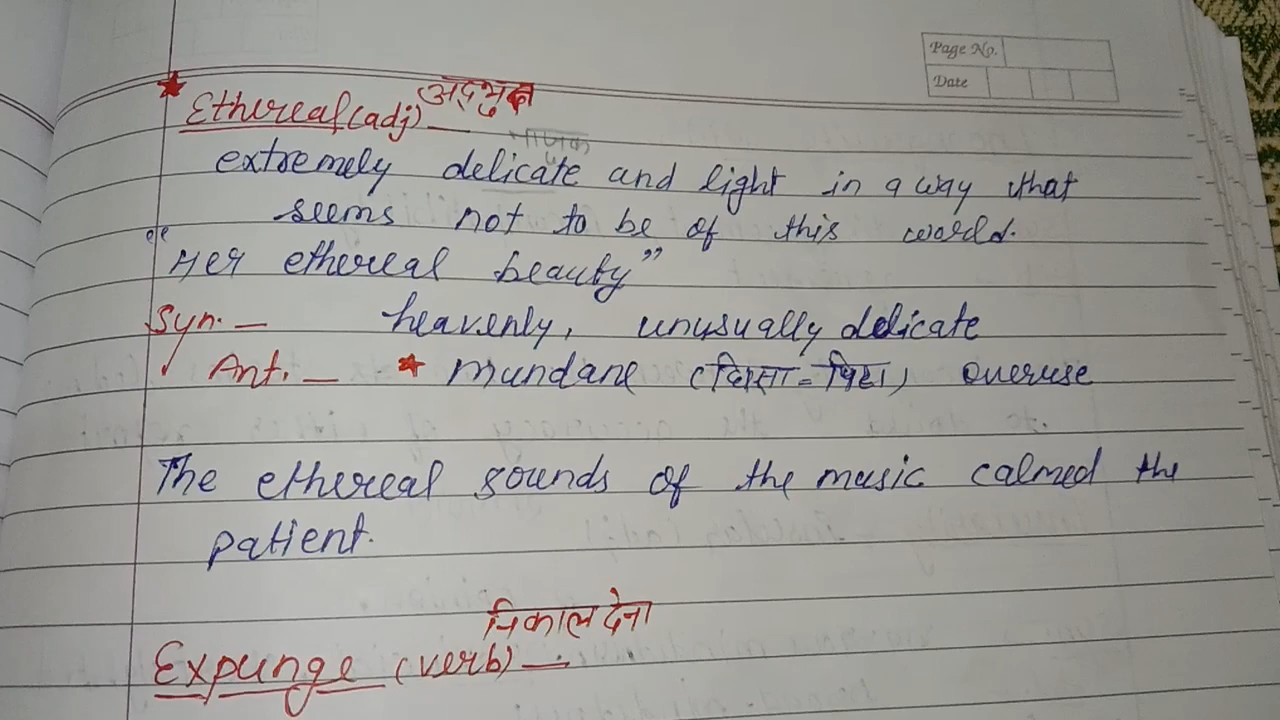 Page No.
Date
Ethereal (adj) — अद्भुत
extremely delicate and light in a way that
seems not to be of this world.
"Her ethereal beauty"
Syn. — heavenly, unusually delicate
Ant. — * Mundane (घिसा-पिटा) overuse
The ethereal sounds of the music calmed the
patient.
निकाल देना
Expunge (verb) —